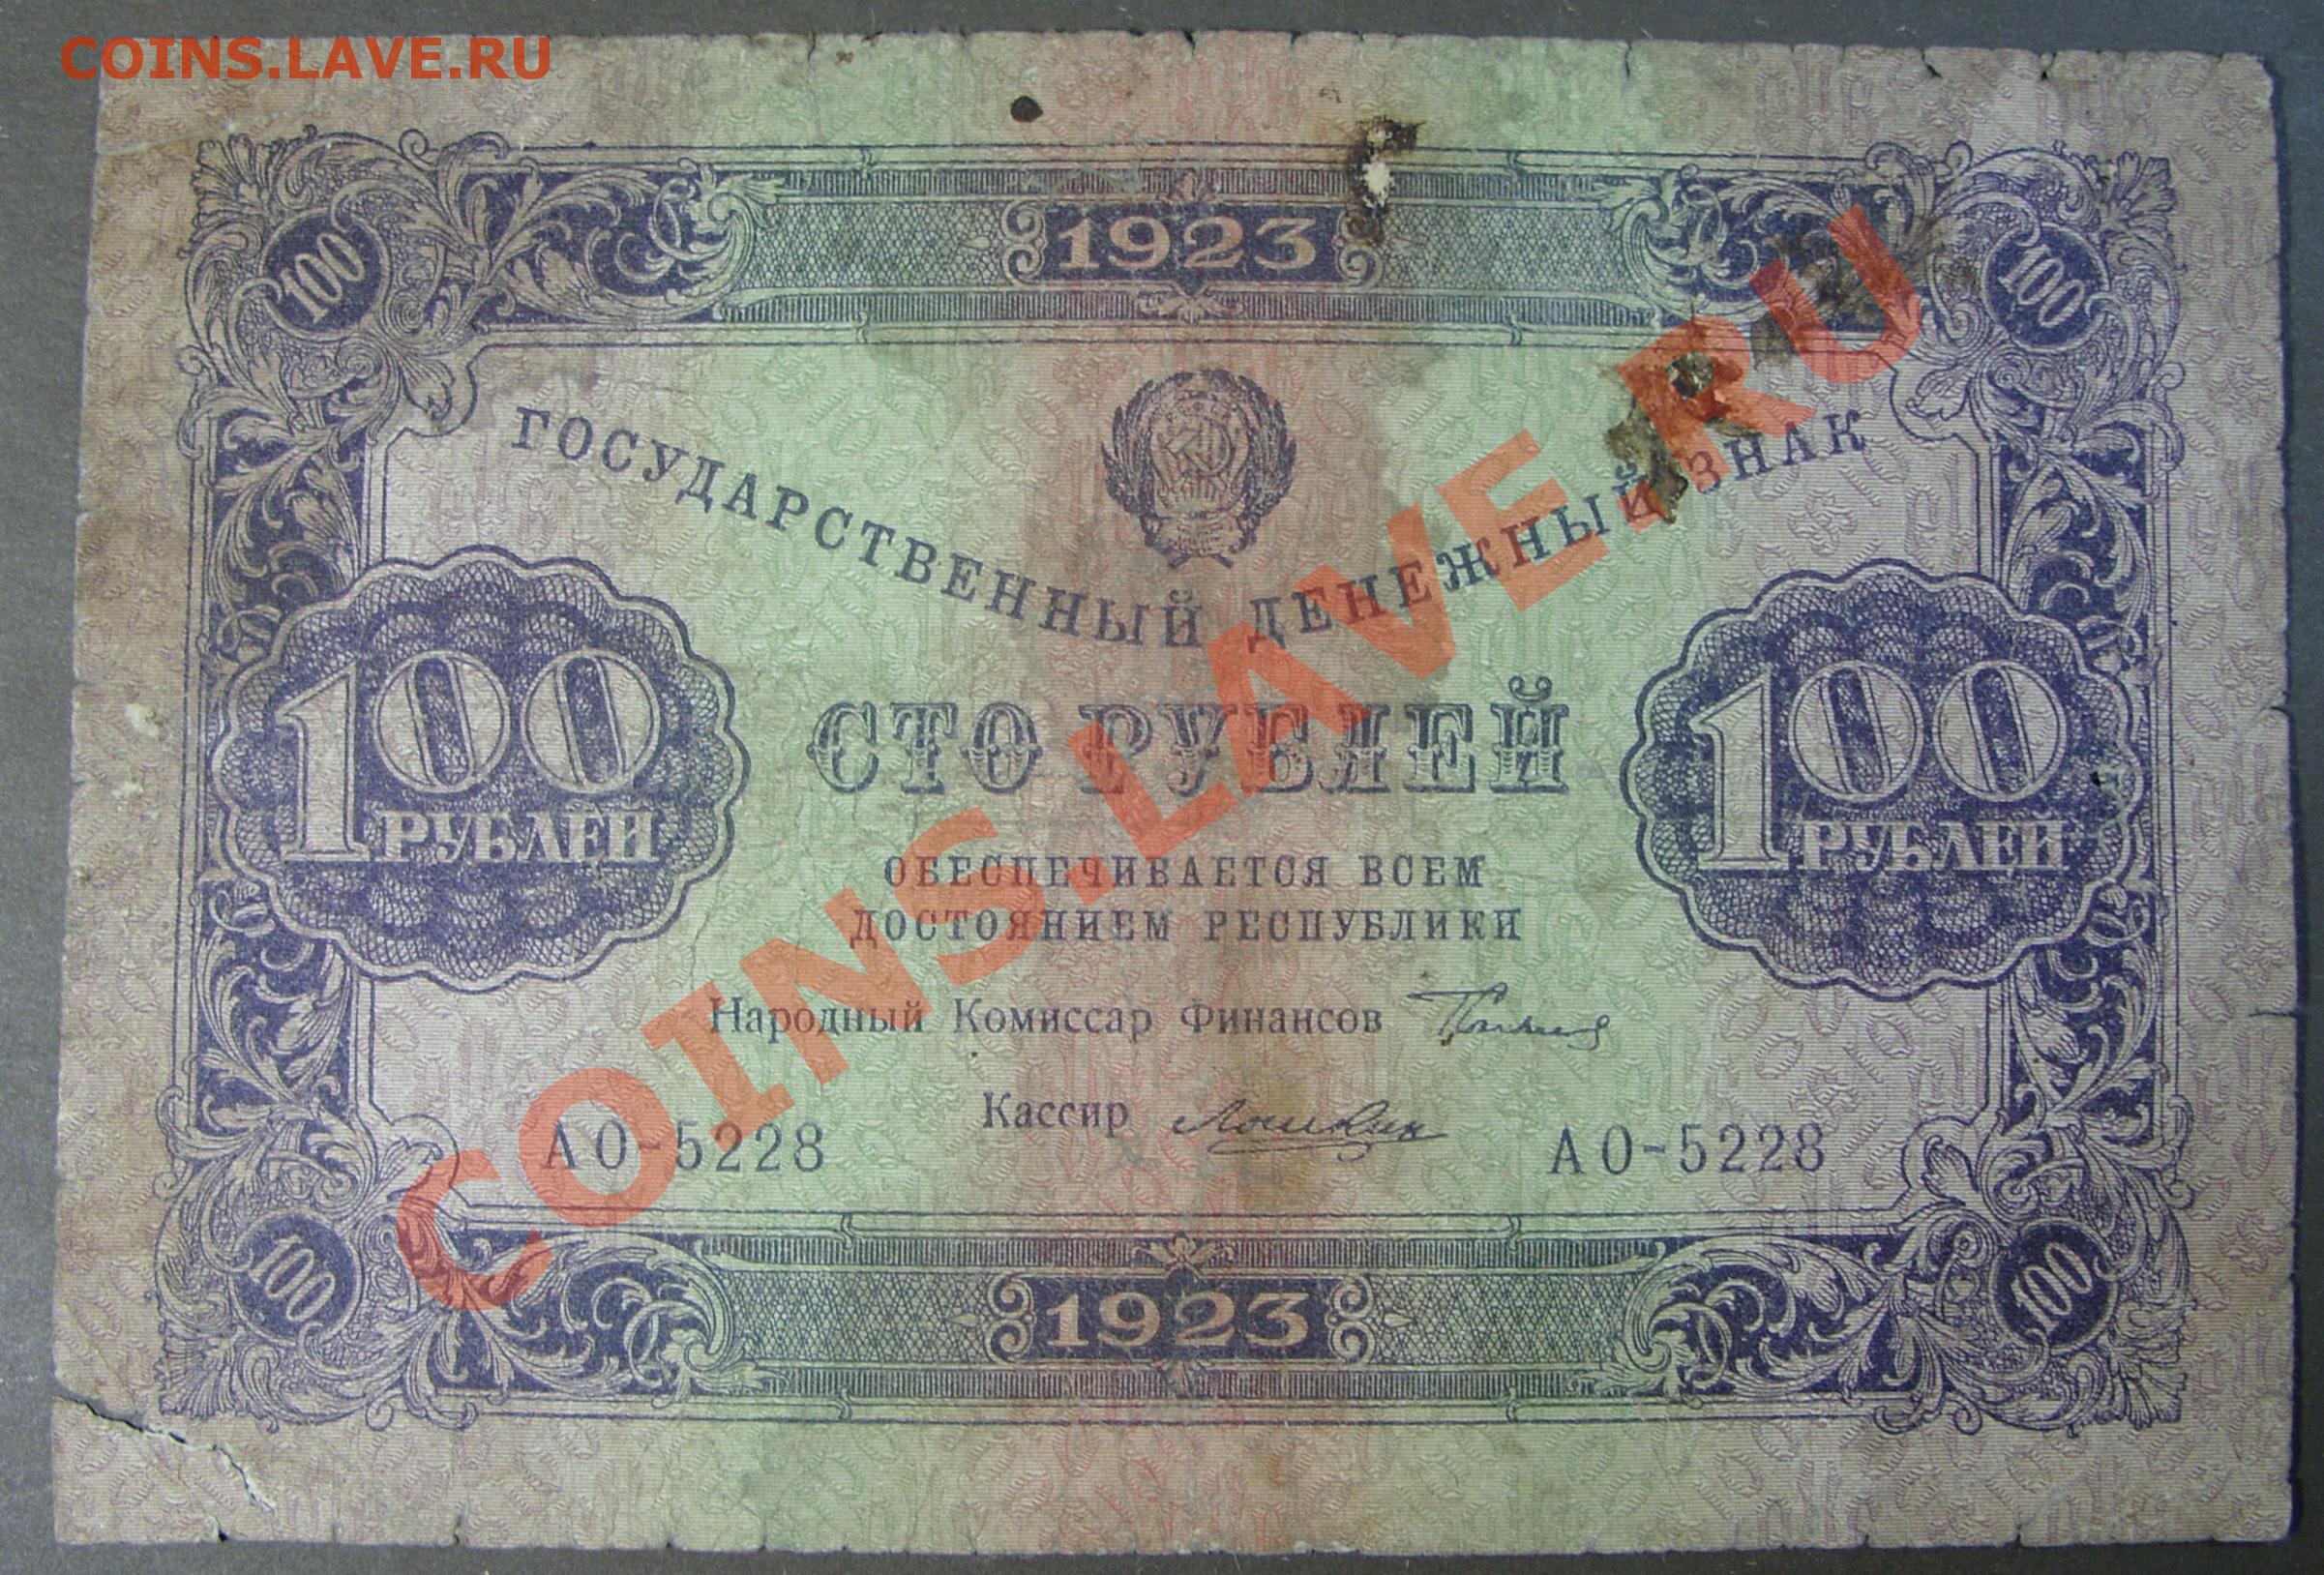 COINS.LAVE.RU
1923
100
100
ГОСУДАРСТВЕННЫЙ ДЕНЕЖНЫЙ ЗНАК
СТО РУБЛЕЙ
100
РУБЛЕЙ
100
РУБЛЕЙ
ОБЕСПЕЧИВАЕТСЯ ВСЕМ
ДОСТОЯНИЕМ РЕСПУБЛИКИ
Народный Комиссар Финансов
Кассир
АО-5228
АО-5228
100
1923
100
COINS.LAVE.RU